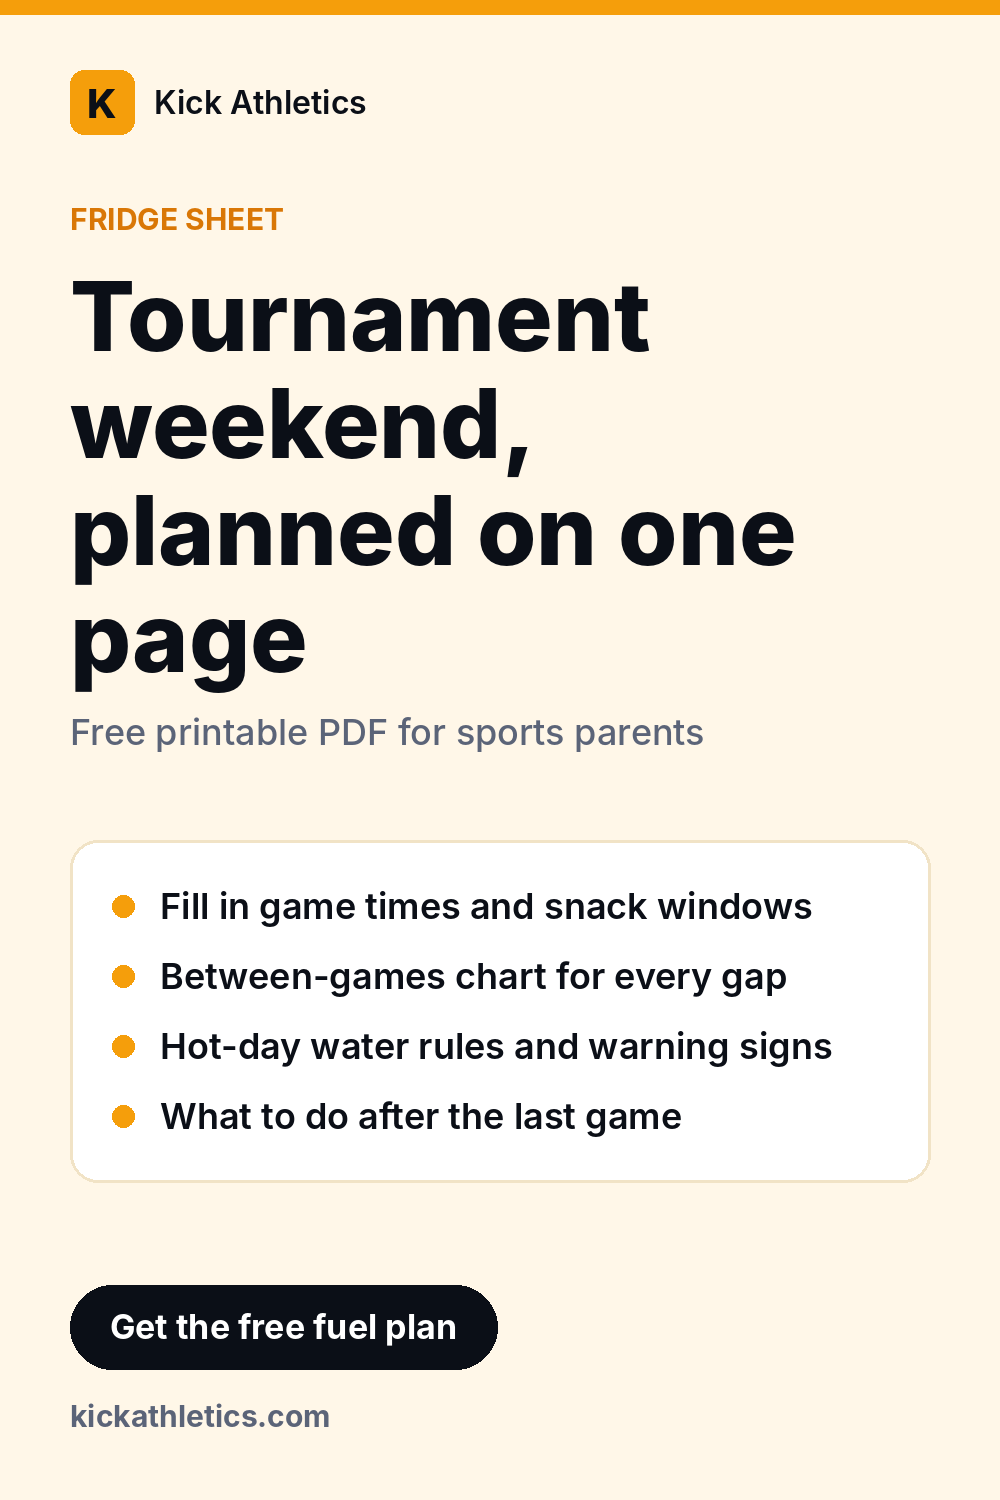 K
Kick Athletics
FRIDGE SHEET
Tournament
weekend,
planned on one
page
Free printable PDF for sports parents
Fill in game times and snack windows
Between-games chart for every gap
Hot-day water rules and warning signs
What to do after the last game
Get the free fuel plan
kickathletics.com